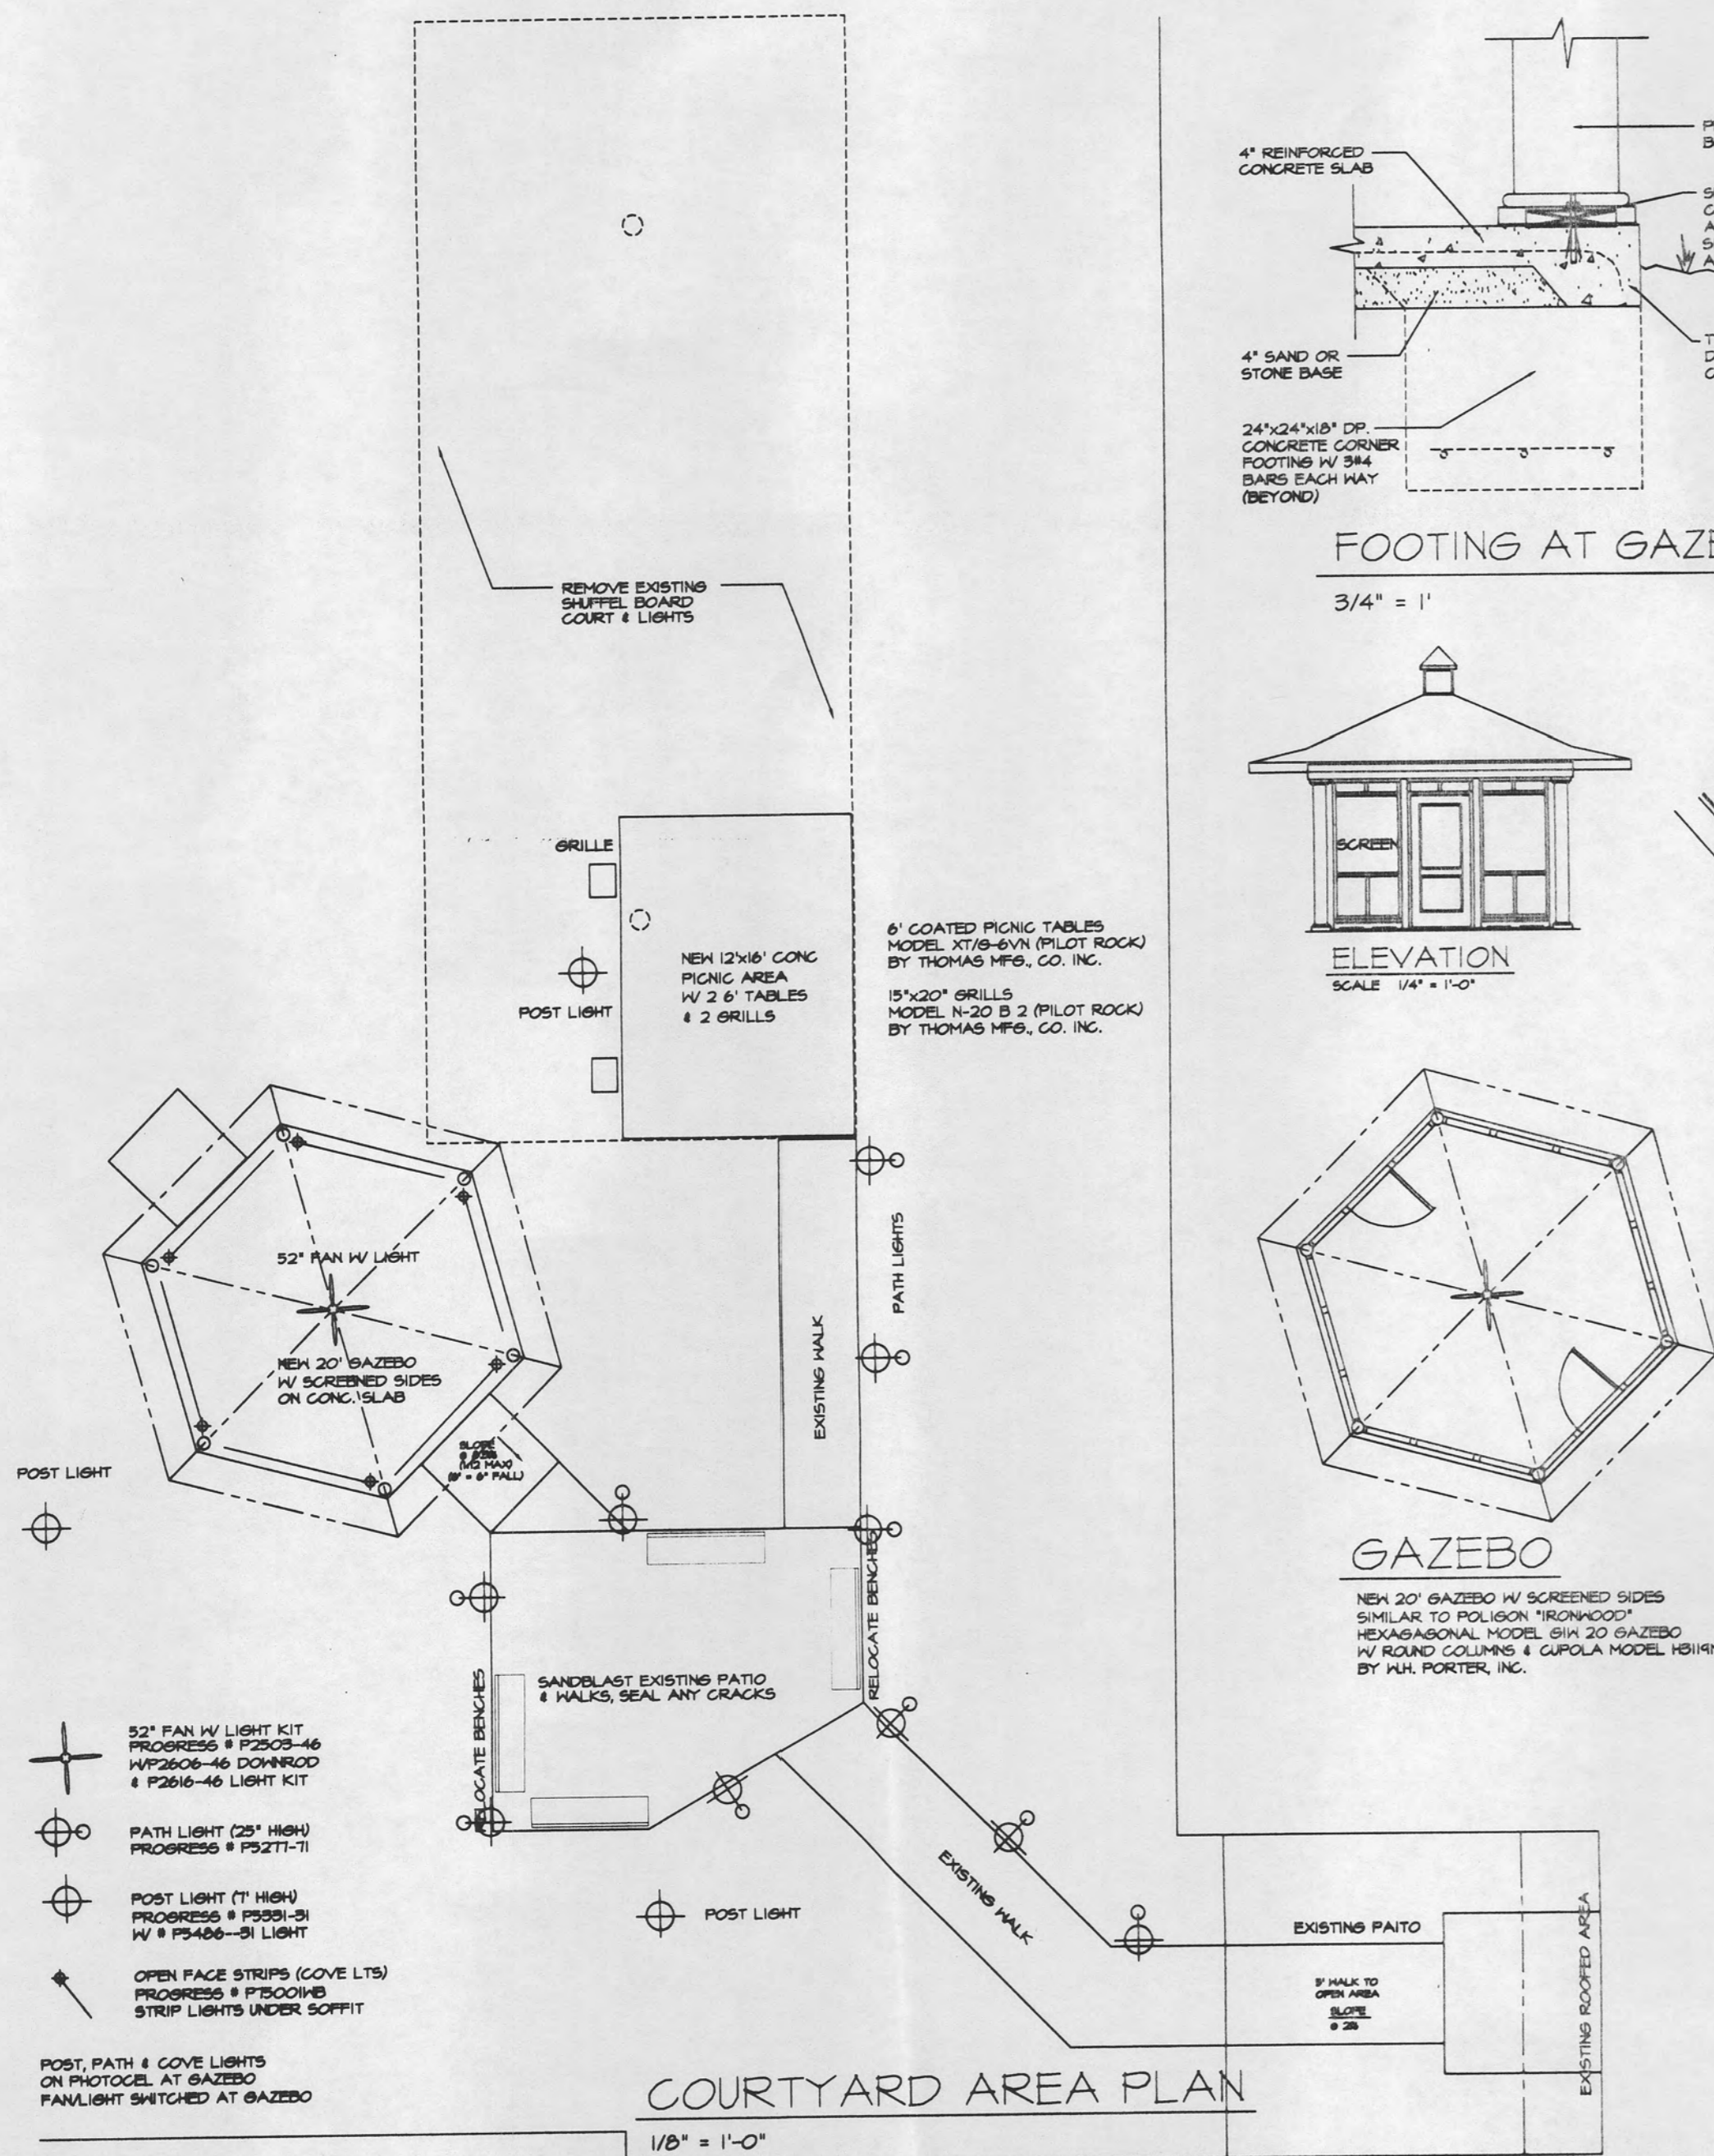 4" REINFORCED
CONCRETE SLAB
4" SAND OR
STONE BASE
24"x24"x18" DP.
CONCRETE CORNER
FOOTING W/ 3#4
BARS EACH WAY
(BEYOND)
FOOTING AT
3/4" = 1'
REMOVE EXISTING
SHUFFEL BOARD
COURT & LIGHTS
SCREEN
ELEVATION
SCALE 1/4" = 1'-0"
GRILLE
POST LIGHT
NEW 12'x16' CONC
PICNIC AREA
W/ 2 6' TABLES
& 2 GRILLS
6' COATED PICNIC TABLES
MODEL XT/G-6VN (PILOT ROCK)
BY THOMAS MFG., CO. INC.
15"x20" GRILLS
MODEL N-20 B 2 (PILOT ROCK)
BY THOMAS MFG., CO. INC.
52" FAN W/ LIGHT
NEW 20' GAZEBO
W/ SCREENED SIDES
ON CONC. SLAB
SLOPE
(1:12 MAX)
(6' = 6" FALL)
POST LIGHT
EXISTING WALK
PATH LIGHTS
GAZEBO
NEW 20' GAZEBO W/ SCREENED SIDES
SIMILAR TO POLIGON "IRONWOOD"
HEXAGAGONAL MODEL GIW 20 GAZEBO
W/ ROUND COLUMNS & CUPOLA MODEL
BY W.H. PORTER, INC.
RELOCATE BENCHES
RELOCATE BENCHES
SANDBLAST EXISTING PATIO
& WALKS, SEAL ANY CRACKS
52" FAN W/ LIGHT KIT
PROGRESS # P2503-46
W/P2606-46 DOWNROD
& P2616-46 LIGHT KIT
PATH LIGHT (25" HIGH)
PROGRESS # P5277-71
POST LIGHT (7' HIGH)
PROGRESS # P5331-31
W/ # P5486--31 LIGHT
OPEN FACE STRIPS (COVE LTS)
PROGRESS # P7500IWB
STRIP LIGHTS UNDER SOFFIT
POST, PATH & COVE LIGHTS
ON PHOTOCEL AT GAZEBO
FAN/LIGHT SWITCHED AT GAZEBO
POST LIGHT
EXISTING WALK
EXISTING PAITO
5' WALK TO
OPEN AREA
SLOPE
@ 2%
EXISTING ROOFED AREA
COURTYARD AREA PLAN
1/8" = 1'-0"